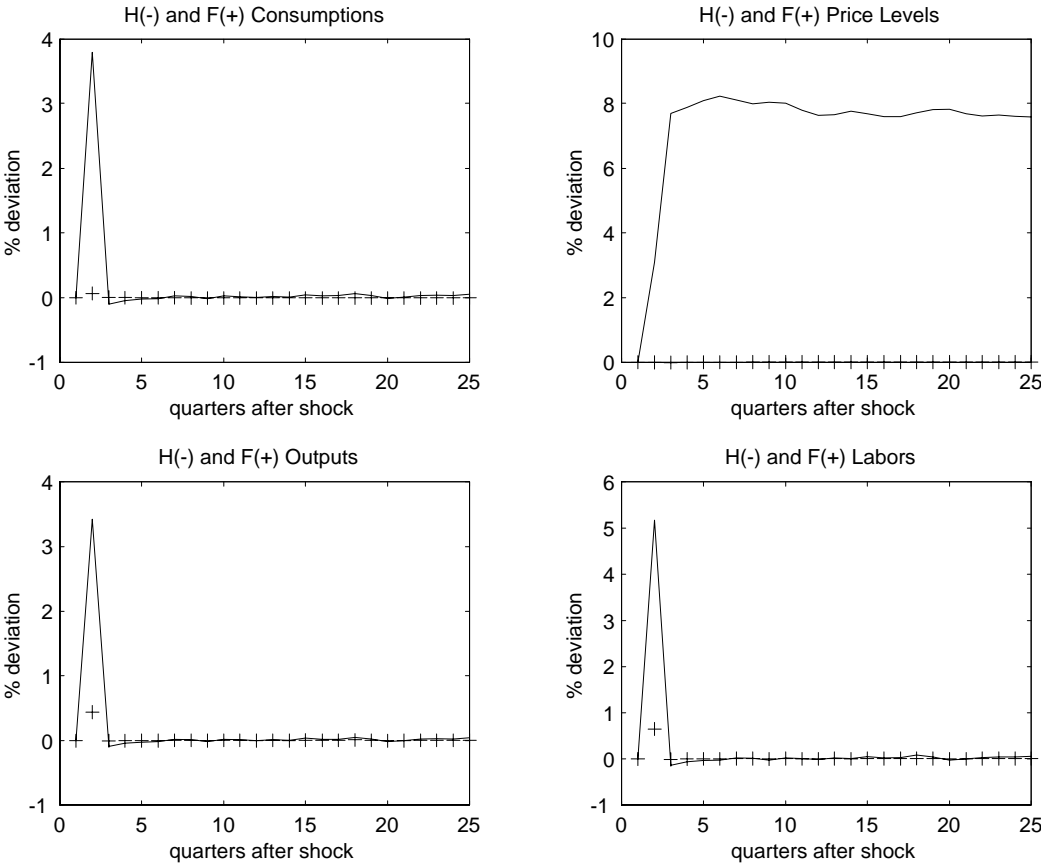 H(-) and F(+) Consumptions
4
3
2
1
0
-1
% deviation
0 5 10 15 20 25
quarters after shock
H(-) and F(+) Price Levels
10
8
6
4
2
0
% deviation
0 5 10 15 20 25
quarters after shock
H(-) and F(+) Outputs
4
3
2
1
0
-1
% deviation
0 5 10 15 20 25
quarters after shock
H(-) and F(+) Labors
6
5
4
3
2
1
0
-1
% deviation
0 5 10 15 20 25
quarters after shock